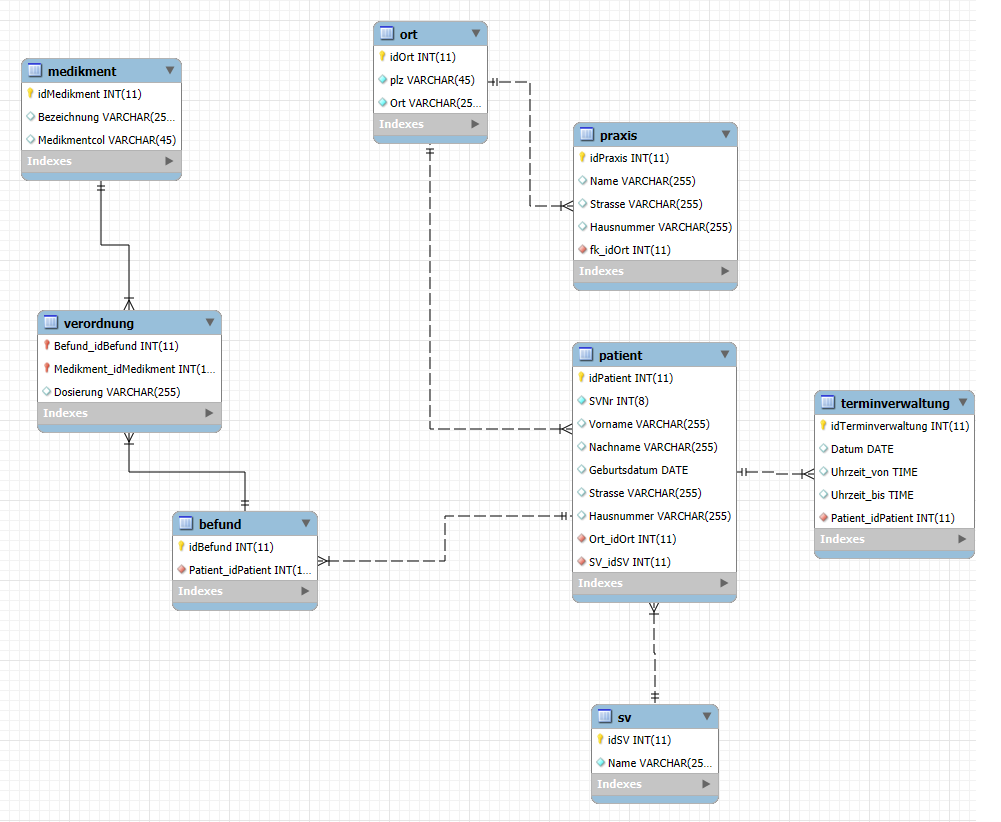 ort
idOrt INT(11)
plz VARCHAR(45)
Ort VARCHAR(25...
Indexes
medikment
idMedikment INT(11)
Bezeichnung VARCHAR(25...
Medikmentcol VARCHAR(45)
Indexes
praxis
idPraxis INT(11)
Name VARCHAR(255)
Strasse VARCHAR(255)
Hausnummer VARCHAR(255)
fk_idOrt INT(11)
Indexes
verordnung
Befund_idBefund INT(11)
Medikment_idMedikment INT(1...
Dosierung VARCHAR(255)
Indexes
patient
idPatient INT(11)
SVNr INT(8)
Vorname VARCHAR(255)
Nachname VARCHAR(255)
Geburtsdatum DATE
Strasse VARCHAR(255)
Hausnummer VARCHAR(255)
Ort_idOrt INT(11)
SV_idSV INT(11)
Indexes
terminverwaltung
idTerminverwaltung INT(11)
Datum DATE
Uhrzeit_von TIME
Uhrzeit_bis TIME
Patient_idPatient INT(11)
Indexes
befund
idBefund INT(11)
Patient_idPatient INT(1...
Indexes
sv
idSV INT(11)
Name VARCHAR(25...
Indexes